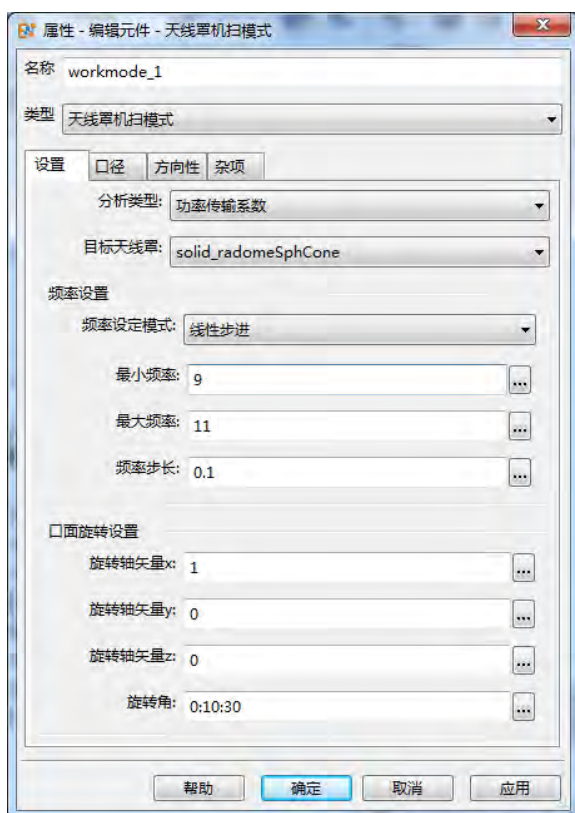 属性 - 编辑元件 - 天线罩机扫模式
名称 workmode_1
类型 天线罩机扫模式
设置 口径 方向性 杂项
分析类型: 功率传输系数
目标天线罩: solid_radomeSphCone
频率设置
频率设定模式: 线性步进
最小频率: 9 ...
最大频率: 11 ...
频率步长: 0.1 ...
口面旋转设置
旋转轴矢量x: 1 ...
旋转轴矢量y: 0 ...
旋转轴矢量z: 0 ...
旋转角: 0:10:30 ...
帮助 确定 取消 应用